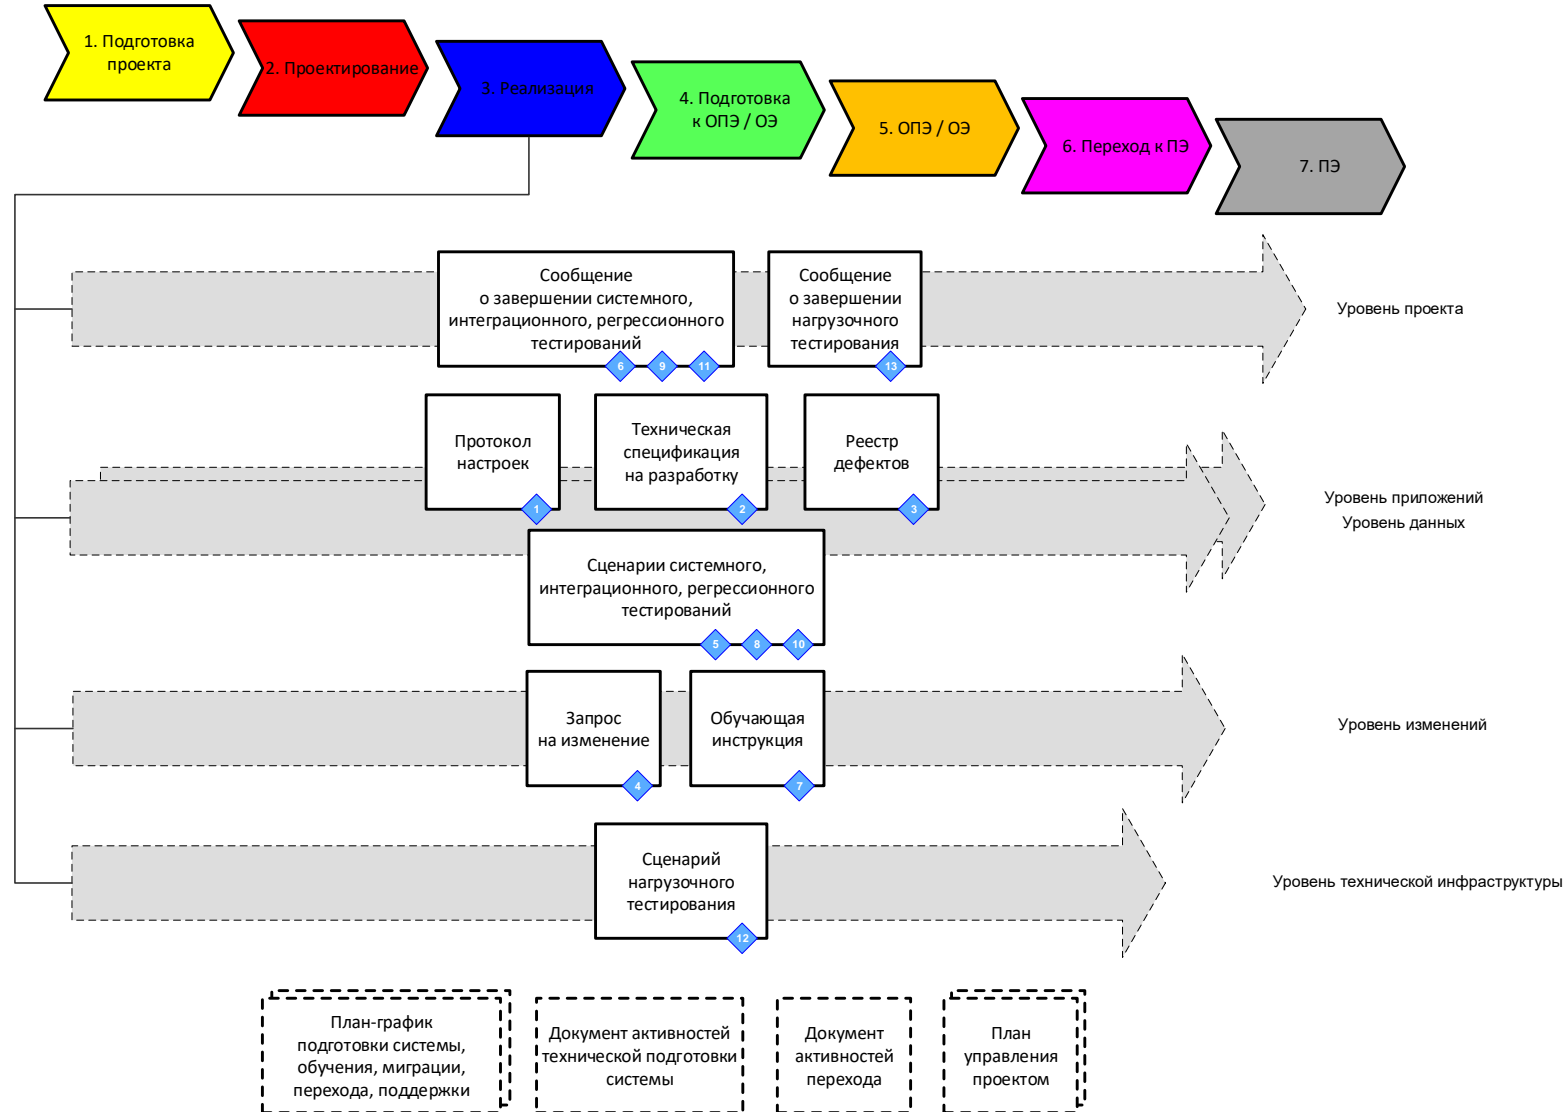 1. Подготовка
проекта
2. Проектирование
3. Реализация
4. Подготовка
к ОПЭ / ОЭ
5. ОПЭ / ОЭ
6. Переход к ПЭ
7. ПЭ
Сообщение
о завершении системного,
интеграционного, регрессионного
тестирований
6
9
11
Сообщение
о завершении
нагрузочного
тестирования
13
Уровень проекта
Протокол
настроек
1
Техническая
спецификация
на разработку
2
Реестр
дефектов
3
Уровень приложений
Уровень данных
Сценарии системного,
интеграционного, регрессионного
тестирований
5
8
10
Запрос
на изменение
4
Обучающая
инструкция
7
Уровень изменений
Сценарий
нагрузочного
тестирования
12
Уровень технической инфраструктуры
План-график
подготовки системы,
обучения, миграции,
перехода, поддержки
Документ активностей
технической подготовки
системы
Документ
активностей
перехода
План
управления
проектом